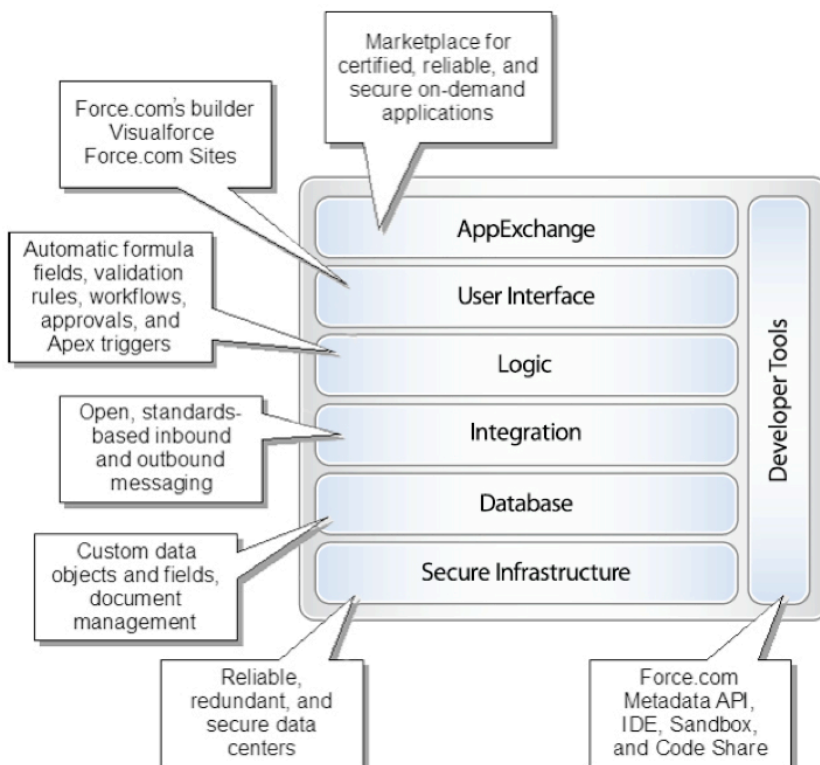 Marketplace for
certified, reliable, and
secure on-demand
applications
Force.com's builder
Visualforce
Force.com Sites
AppExchange
Automatic formula
fields, validation
rules, workflows,
approvals, and
Apex triggers
User Interface
Logic
Open, standards-
based inbound
and outbound
messaging
Integration
Database
Custom data
objects and fields,
document
management
Secure Infrastructure
Developer Tools
Reliable,
redundant, and
secure data
centers
Force.com
Metadata API,
IDE, Sandbox,
and Code Share